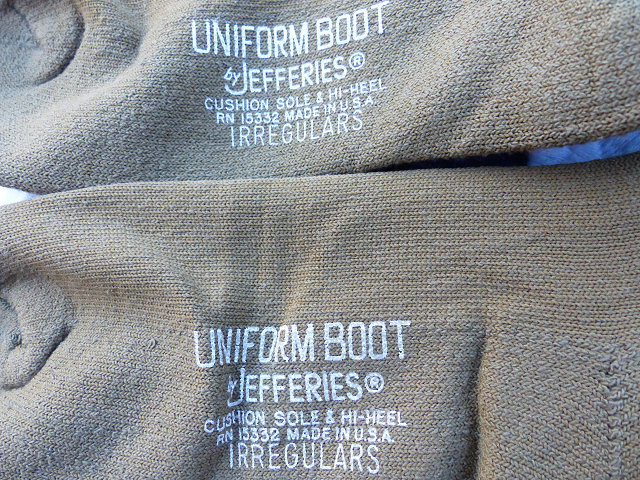 UNIFORM BOOT
by JEFFERIES®
CUSHION SOLE & HI-HEEL
RN 15332 MADE IN U.S.A.
IRREGULARS
UNIFORM BOOT
by JEFFERIES®
CUSHION SOLE & HI-HEEL
RN 15332 MADE IN U.S.A.
IRREGULARS